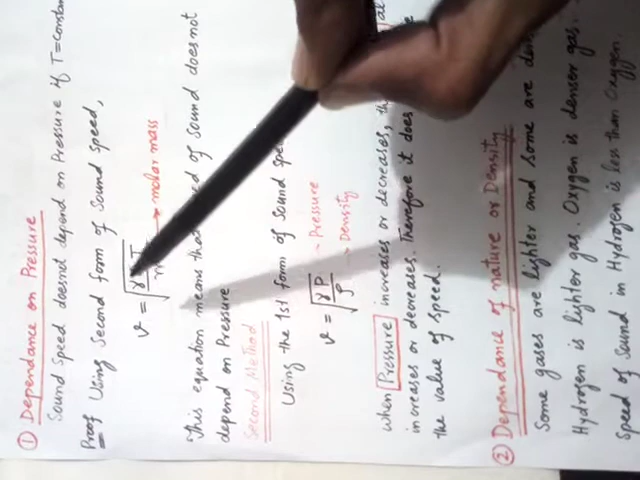 ① Dependance on Pressure
Sound Speed doesnot depend on Pressure if T=constan
Proof Using Second form of Sound Speed,
v = √γ T
m → molar mass
This equation means that of sound does not
depend on Pressure
Second Method
Using the 1st form of Sound Spe
v = √γP/ρ → Pressure
→ Density
when Pressure increases or decreases,
increases or decreases. Therefore it does
the value of speed.
② Dependance of nature or Density
Some gases are lighter and some are den
Hydrogen is lighter gas. Oxygen is denser gas.
Speed of Sound in Hydrogen is less than Oxygen.